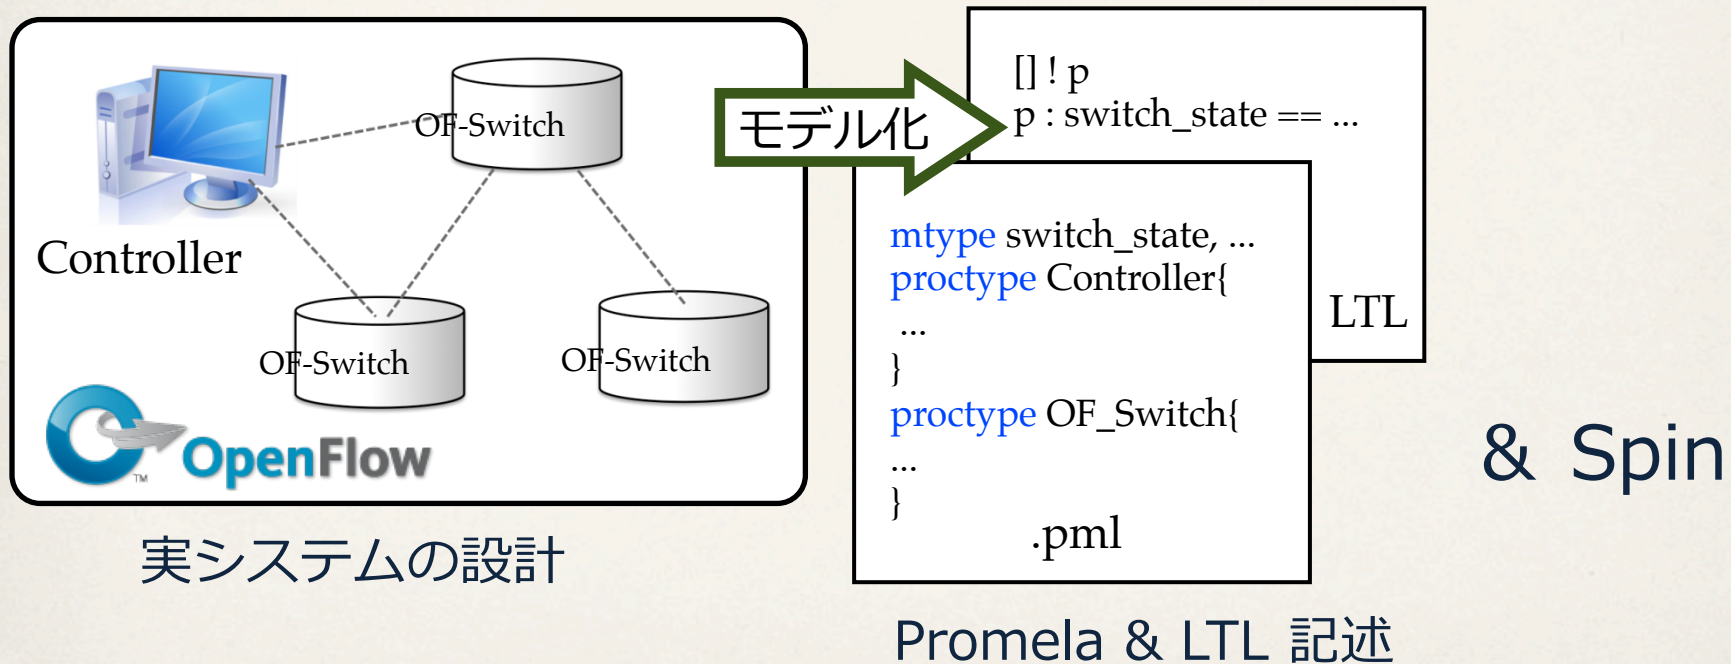 OF-Switch
Controller
OF-Switch
OF-Switch
TM
OpenFlow
実システムの設計
モデル化
[] ! p
p : switch_state == ...
LTL
mtype switch_state, ...
proctype Controller{
...
}
proctype OF_Switch{
...
}
.pml
Promela & LTL 記述
& Spin